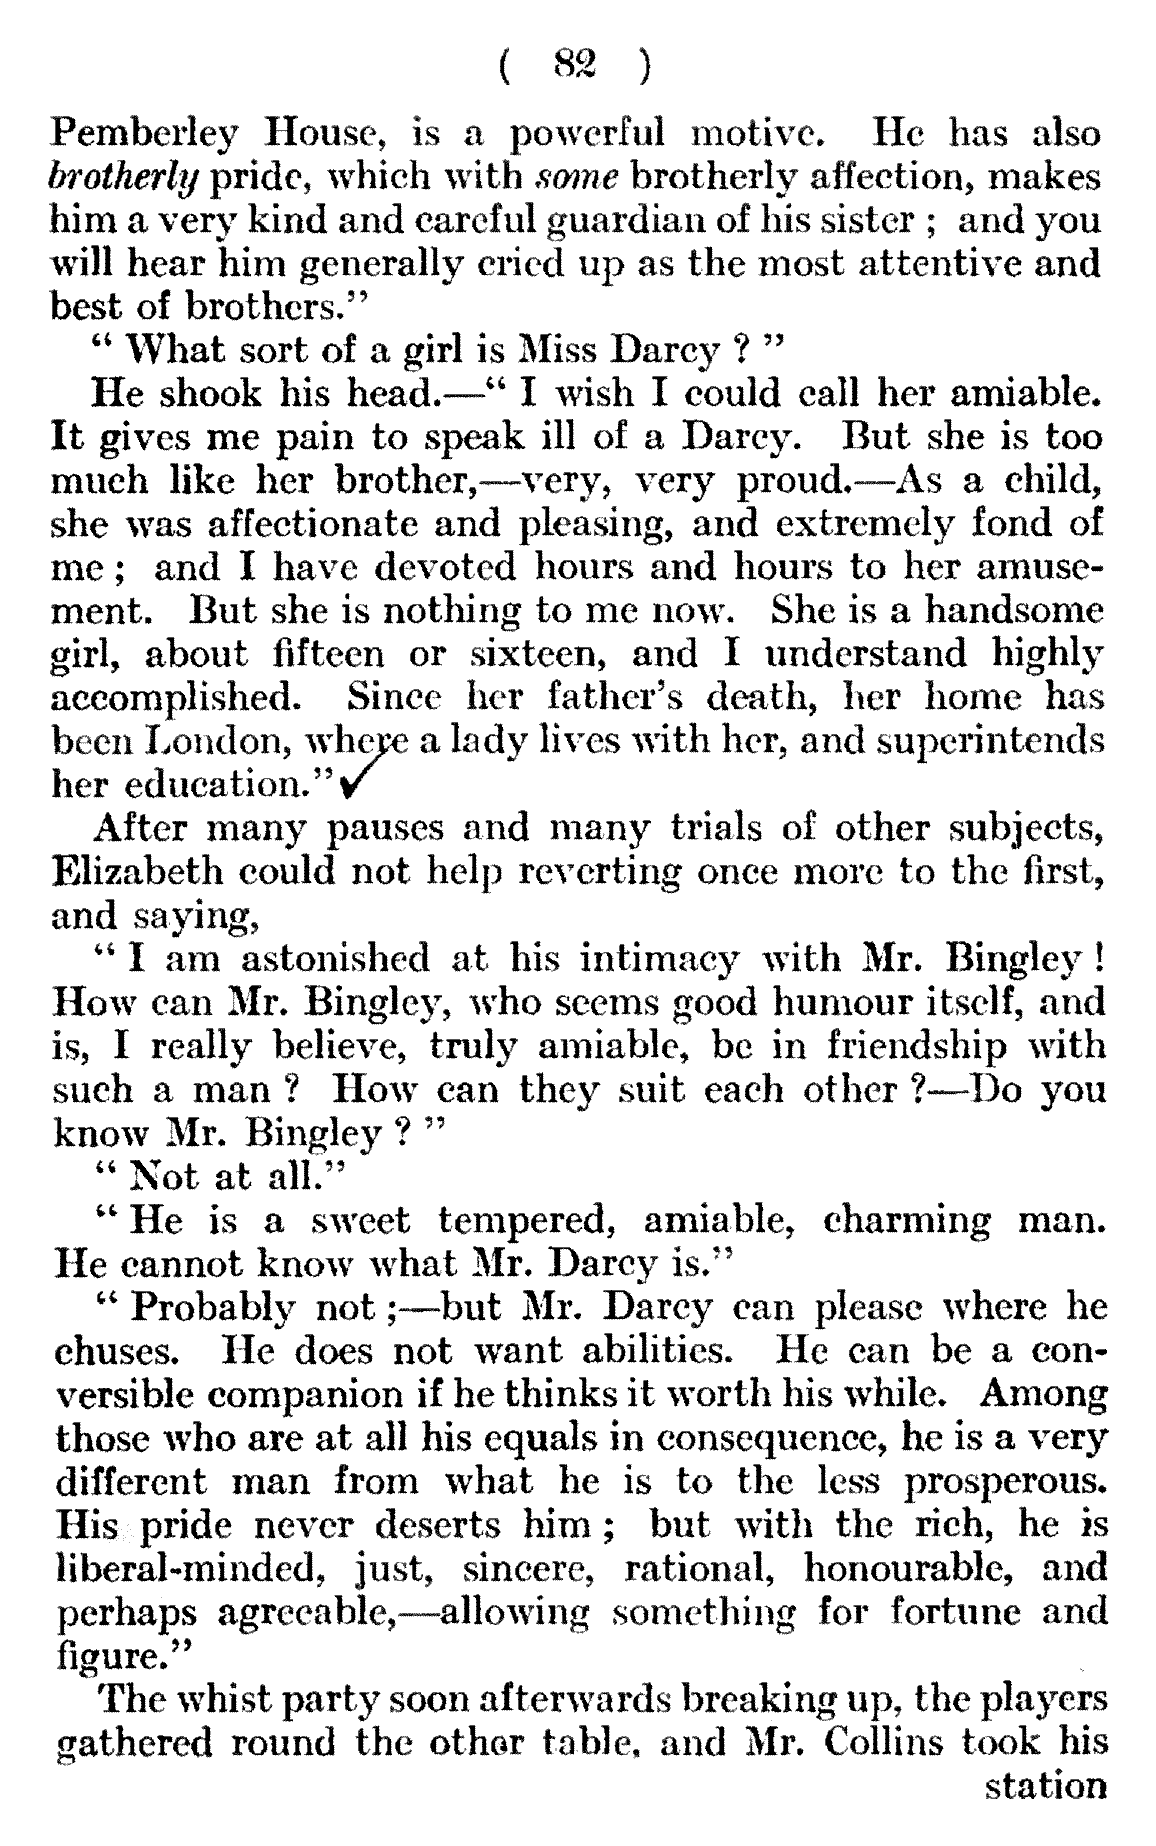 ( 82 )
Pemberley House, is a powerful motive. He has also
brotherly pride, which with some brotherly affection, makes
him a very kind and careful guardian of his sister ; and you
will hear him generally cried up as the most attentive and
best of brothers.”
“ What sort of a girl is Miss Darcy ? ”
He shook his head.—“ I wish I could call her amiable.
It gives me pain to speak ill of a Darcy. But she is too
much like her brother,—very, very proud.—As a child,
she was affectionate and pleasing, and extremely fond of
me ; and I have devoted hours and hours to her amuse-
ment. But she is nothing to me now. She is a handsome
girl, about fifteen or sixteen, and I understand highly
accomplished. Since her father’s death, her home has
been London, where a lady lives with her, and superintends
her education.” ✓
After many pauses and many trials of other subjects,
Elizabeth could not help reverting once more to the first,
and saying,
“ I am astonished at his intimacy with Mr. Bingley !
How can Mr. Bingley, who seems good humour itself, and
is, I really believe, truly amiable, be in friendship with
such a man ? How can they suit each other ?—Do you
know Mr. Bingley ? ”
“ Not at all.”
“ He is a sweet tempered, amiable, charming man.
He cannot know what Mr. Darcy is.”
“ Probably not ;—but Mr. Darcy can please where he
chuses. He does not want abilities. He can be a con-
versible companion if he thinks it worth his while. Among
those who are at all his equals in consequence, he is a very
different man from what he is to the less prosperous.
His pride never deserts him ; but with the rich, he is
liberal-minded, just, sincere, rational, honourable, and
perhaps agreeable,—allowing something for fortune and
figure.”
The whist party soon afterwards breaking up, the players
gathered round the other table, and Mr. Collins took his
station